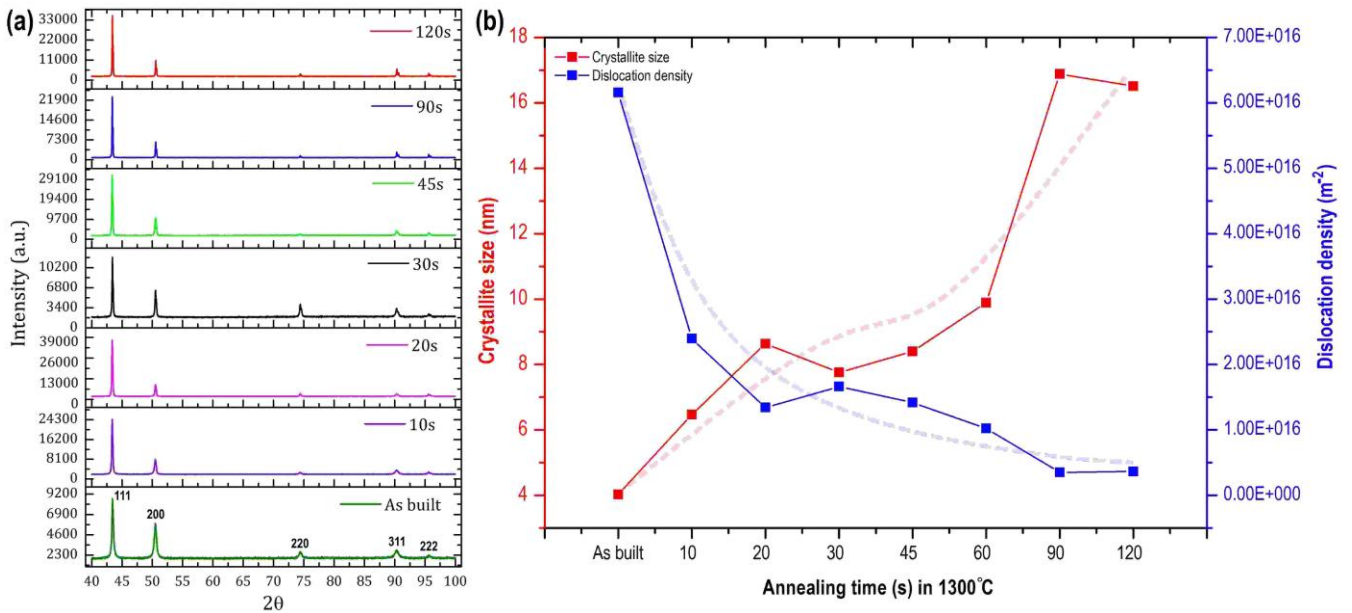 (a)
33000
22000
11000
0
120s
21900
14600
7300
0
90s
29100
19400
9700
0
45s
10200
6800
3400
0
30s
39000
26000
13000
0
20s
24300
16200
8100
0
10s
9200
6900
4600
2300
As built
111
200
220
311
222
Intensity (a.u.)
40 45 50 55 60 65 70 75 80 85 90 95 100
2θ
(b)
Crystallite size
Dislocation density
18
16
14
12
10
8
6
4
Crystallite size (nm)
7.00E+016
6.00E+016
5.00E+016
4.00E+016
3.00E+016
2.00E+016
1.00E+016
0.00E+000
Dislocation density (m⁻²)
As built 10 20 30 45 60 90 120
Annealing time (s) in 1300°C